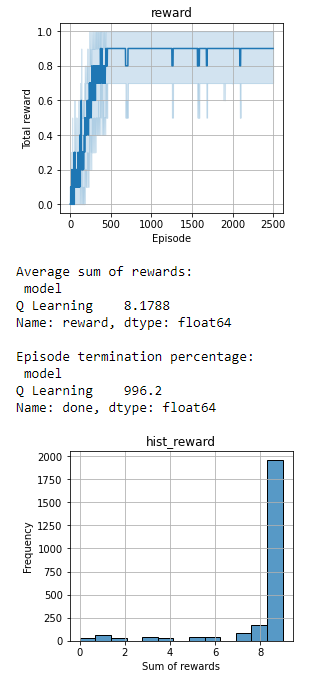 reward
1.0
0.8
0.6
0.4
0.2
0.0
Total reward
0 500 1000 1500 2000 2500
Episode
Average sum of rewards:
model
Q Learning 8.1788
Name: reward, dtype: float64
Episode termination percentage:
model
Q Learning 996.2
Name: done, dtype: float64
hist_reward
2000
1750
1500
1250
1000
750
500
250
0
Frequency
0 2 4 6 8
Sum of rewards